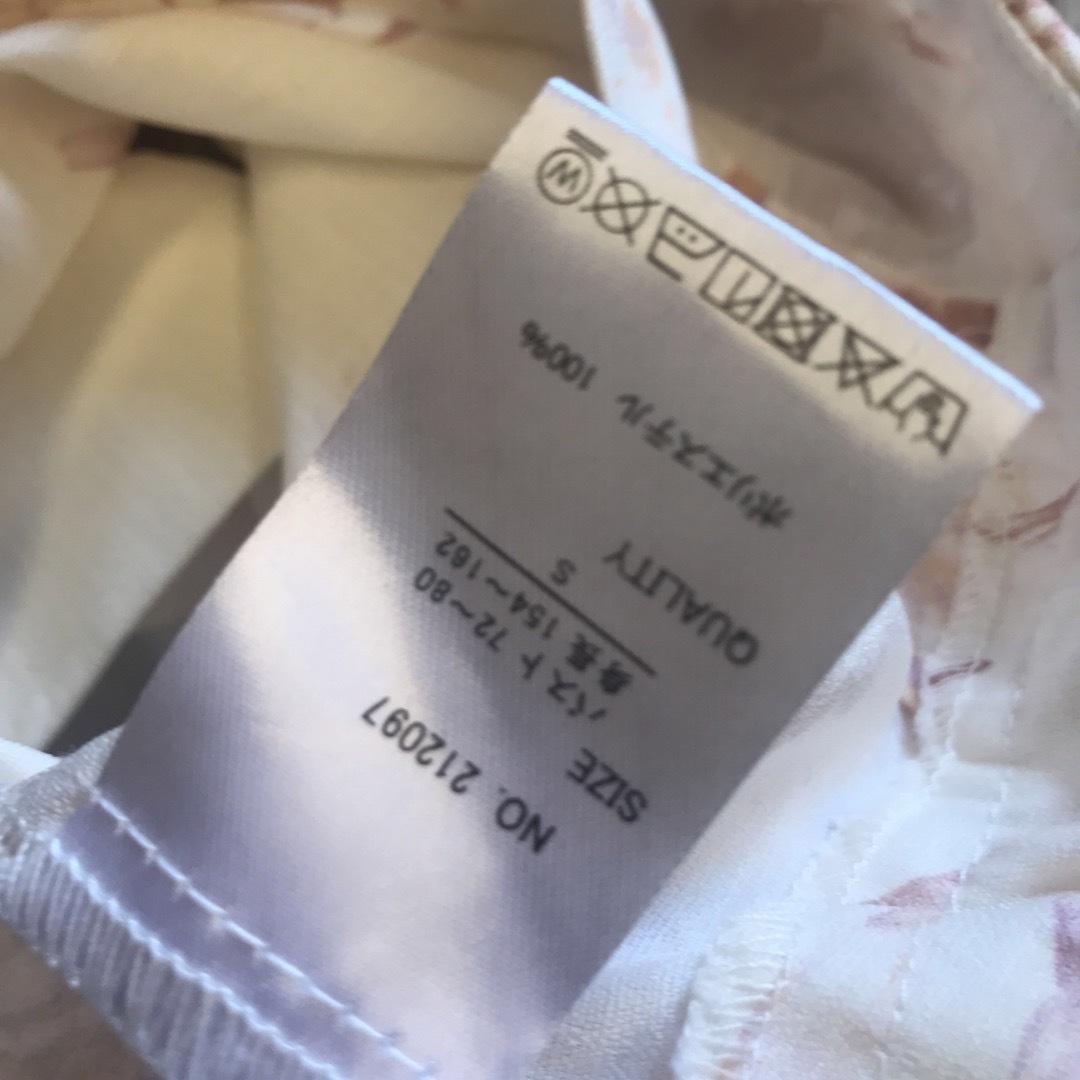 NO. 212097
SIZE
バスト 72～80
身長 154～162
S
QUALITY
ポリエステル 100%
W